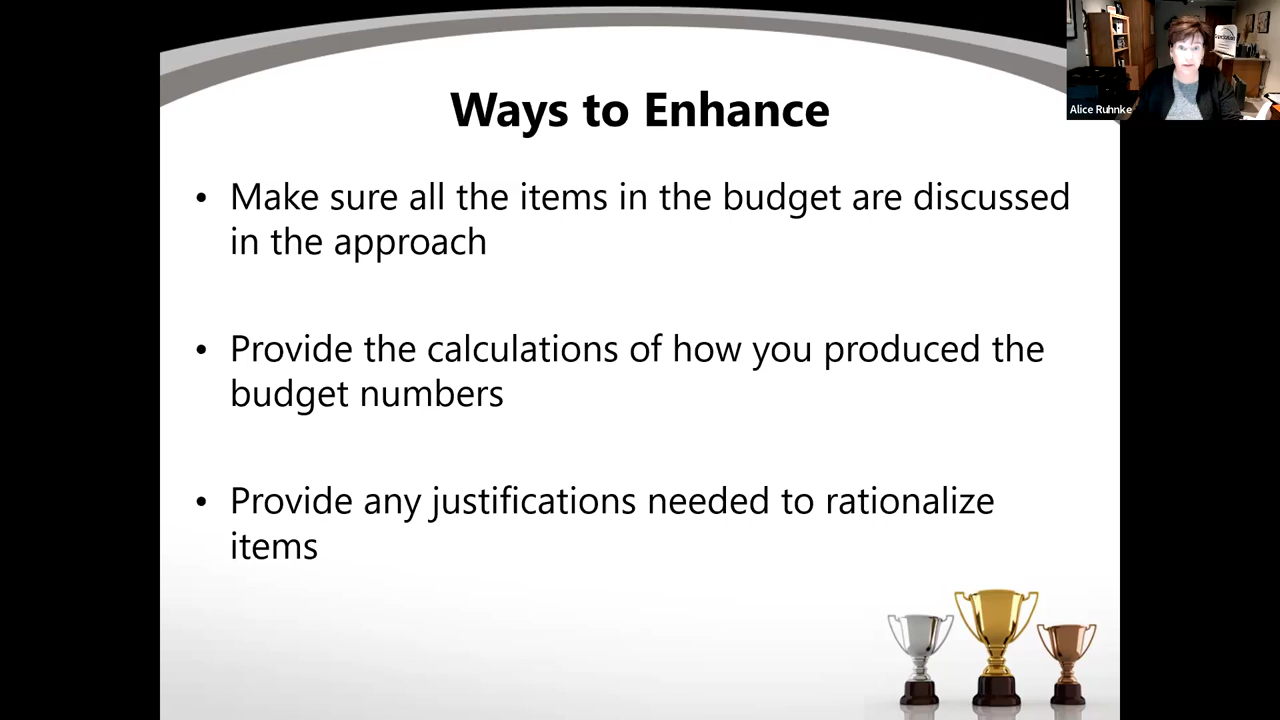 Ways to Enhance
Alice Ruhnke
• Make sure all the items in the budget are discussed
in the approach
• Provide the calculations of how you produced the
budget numbers
• Provide any justifications needed to rationalize
items